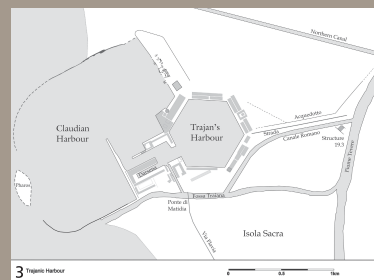 Northern Canal
Claudian
Harbour
Trajan's
Harbour
Acquedotto
Strada
Canale Romano
Structure
19.3
Fiume Tevere
Pharos
Darsena
Fossa Traiana
Ponte di
Matidia
Via Flavia
Isola Sacra
3 Trajanic Harbour
0 0.5 1km